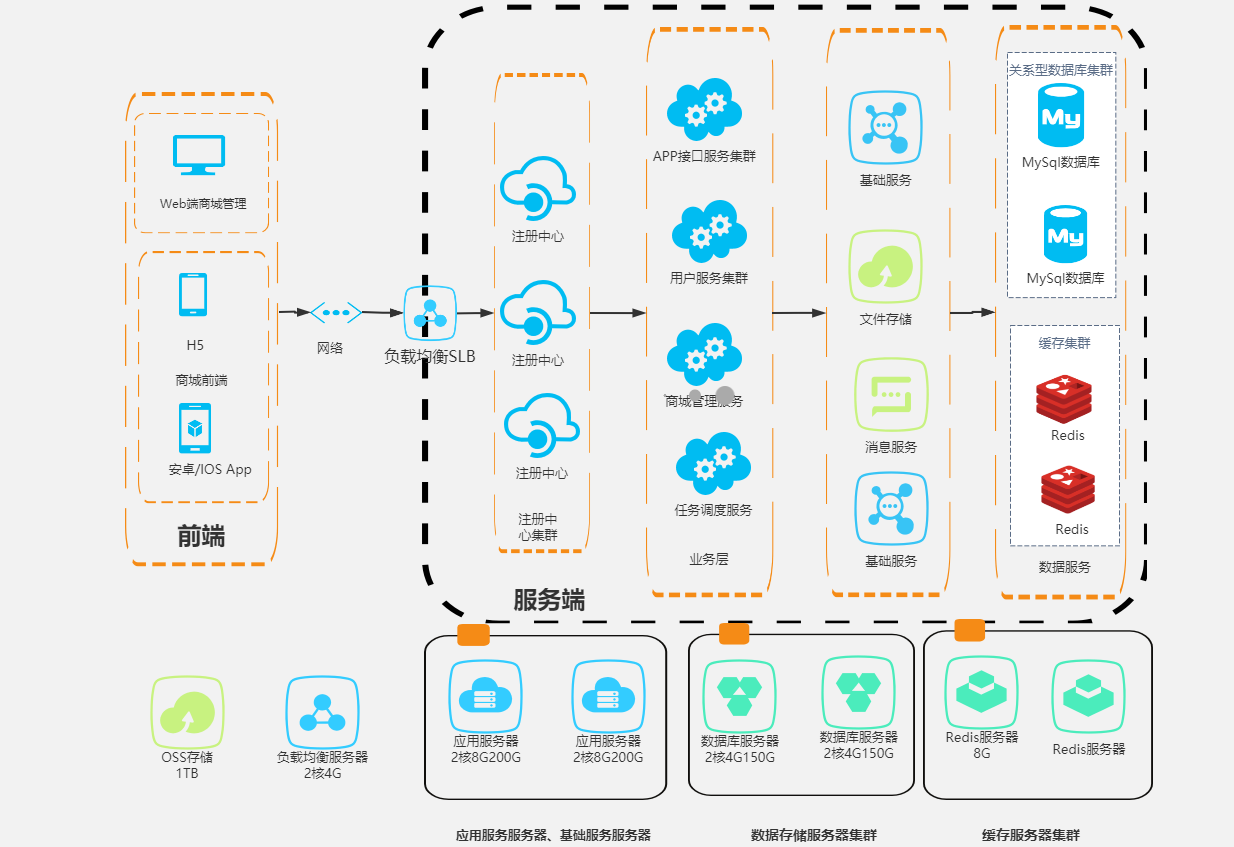 Web端商城管理
H5
商城前端
安卓/IOS App
前端
网络
负载均衡SLB
注册中心
注册中心
注册中心
注册中
心集群
服务端
APP接口服务集群
用户服务集群
商城管理服务
任务调度服务
业务层
基础服务
文件存储
消息服务
基础服务
关系型数据库集群
My
MySql数据库
My
MySql数据库
缓存集群
Redis
Redis
数据服务
OSS存储
1TB
负载均衡服务器
2核4G
应用服务器
2核8G200G
应用服务器
2核8G200G
应用服务服务器、基础服务服务器
数据库服务器
2核4G150G
数据库服务器
2核4G150G
数据存储服务器集群
Redis服务器
8G
Redis服务器
缓存服务器集群